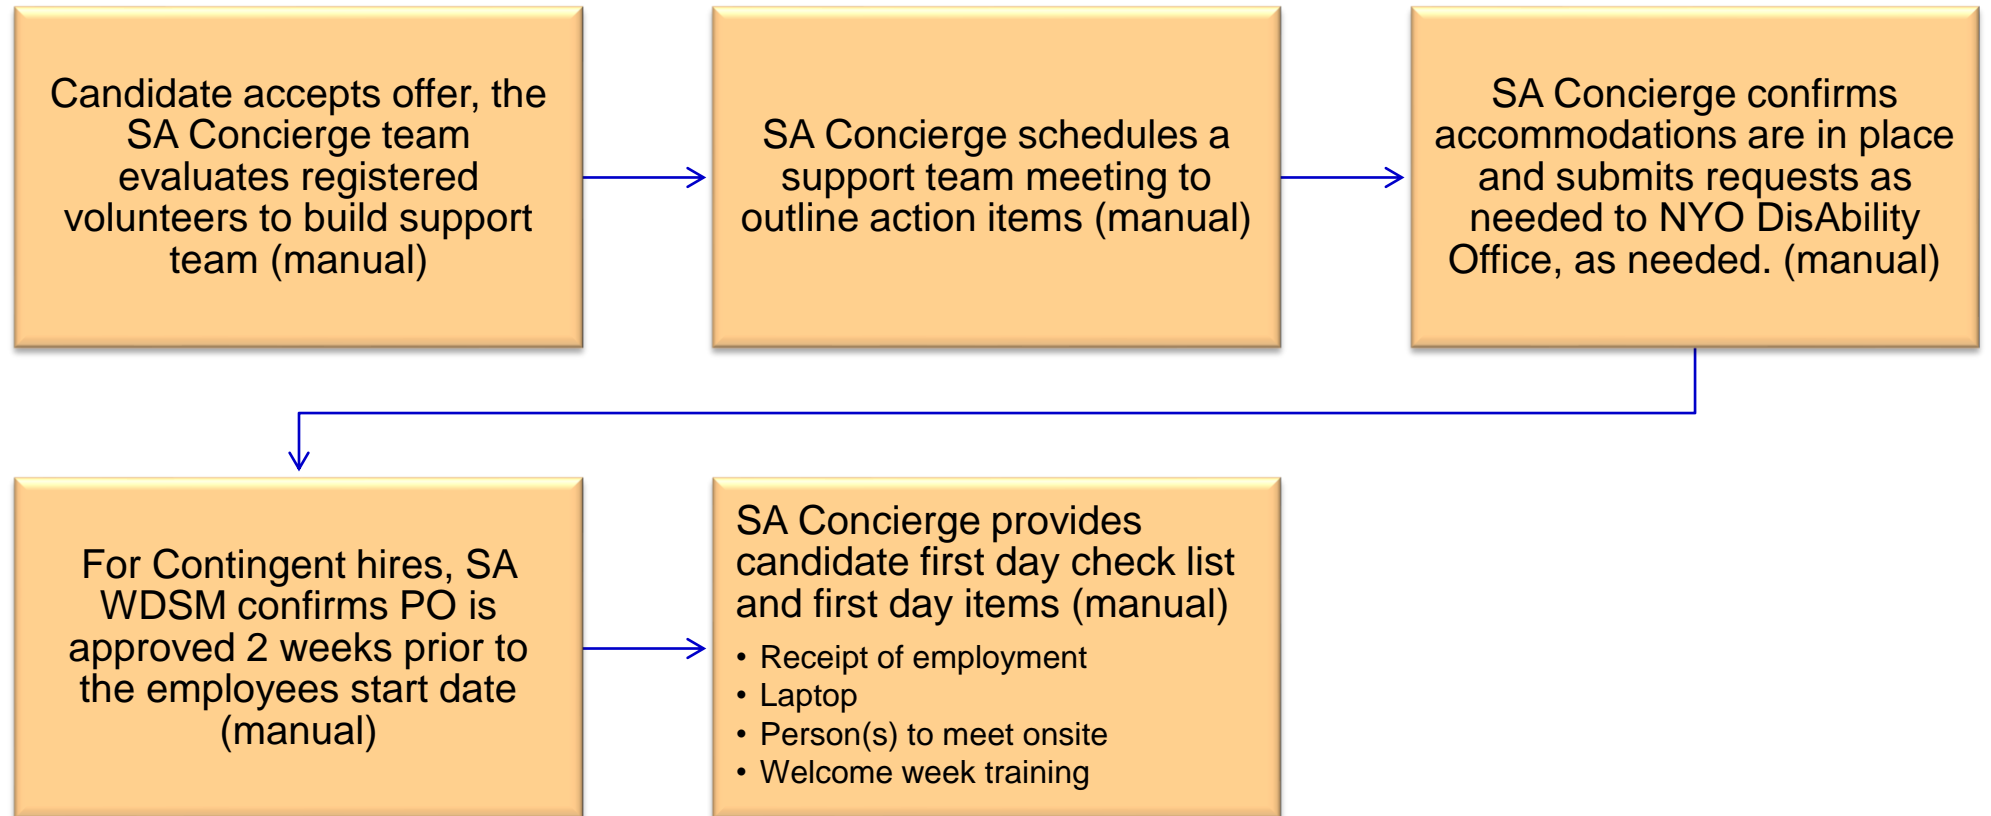 Candidate accepts offer, the
SA Concierge team
evaluates registered
volunteers to build support
team (manual)
SA Concierge schedules a
support team meeting to
outline action items (manual)
SA Concierge confirms
accommodations are in place
and submits requests as
needed to NYO DisAbility
Office, as needed. (manual)
For Contingent hires, SA
WDSM confirms PO is
approved 2 weeks prior to
the employees start date
(manual)
SA Concierge provides
candidate first day check list
and first day items (manual)
• Receipt of employment
• Laptop
• Person(s) to meet onsite
• Welcome week training